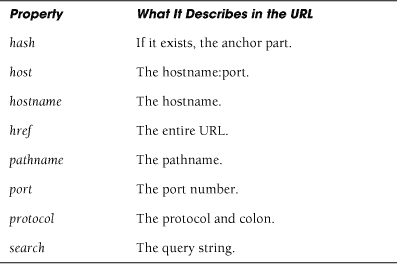 Property What It Describes in the URL
hash If it exists, the anchor part.
host The hostname:port.
hostname The hostname.
href The entire URL.
pathname The pathname.
port The port number.
protocol The protocol and colon.
search The query string.